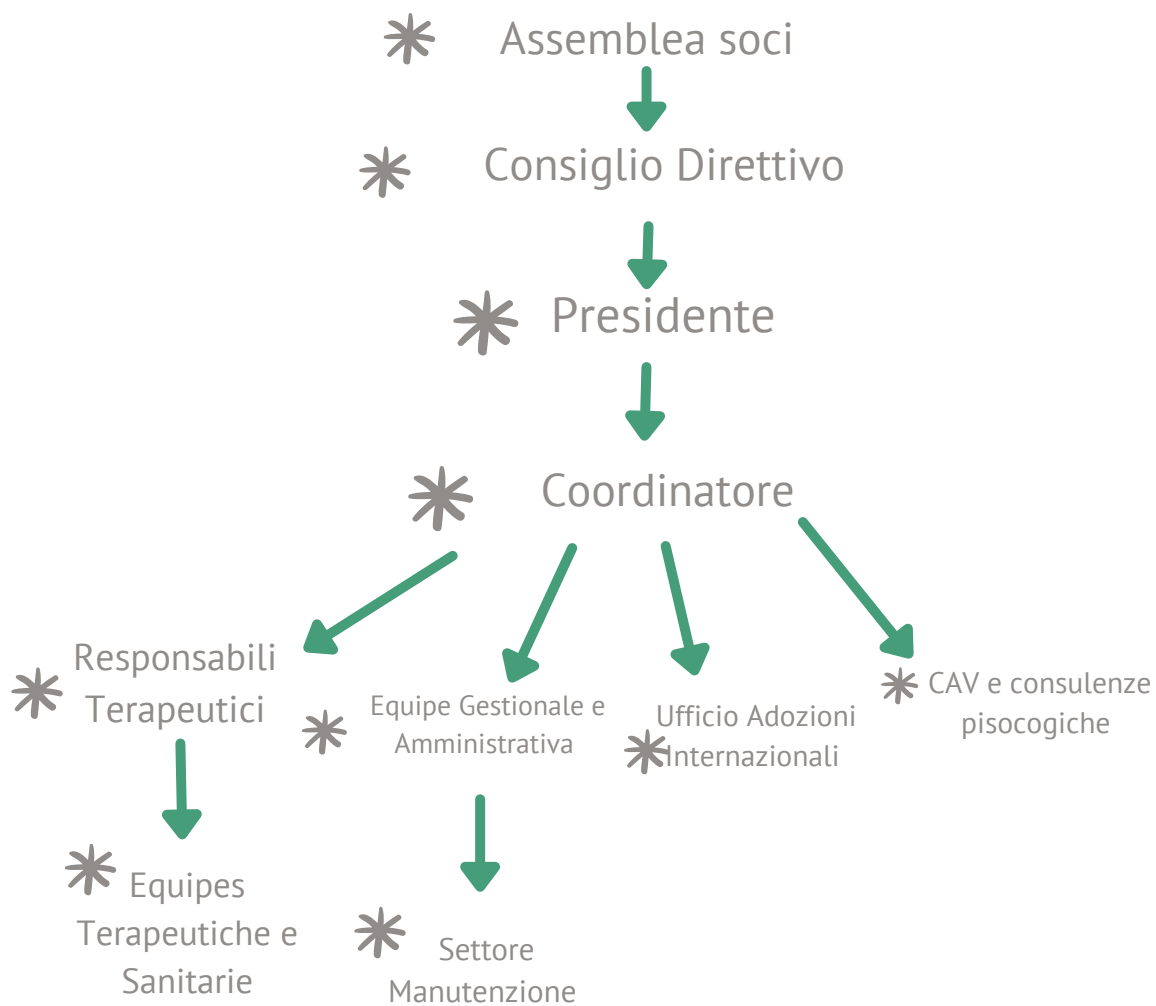 Assemblea soci
Consiglio Direttivo
Presidente
Coordinatore
Responsabili
Terapeutici
Equipe Gestionale e
Amministrativa
Ufficio Adozioni
Internazionali
CAV e consulenze
pisocogiche
Equipes
Terapeutiche e
Sanitarie
Settore
Manutenzione